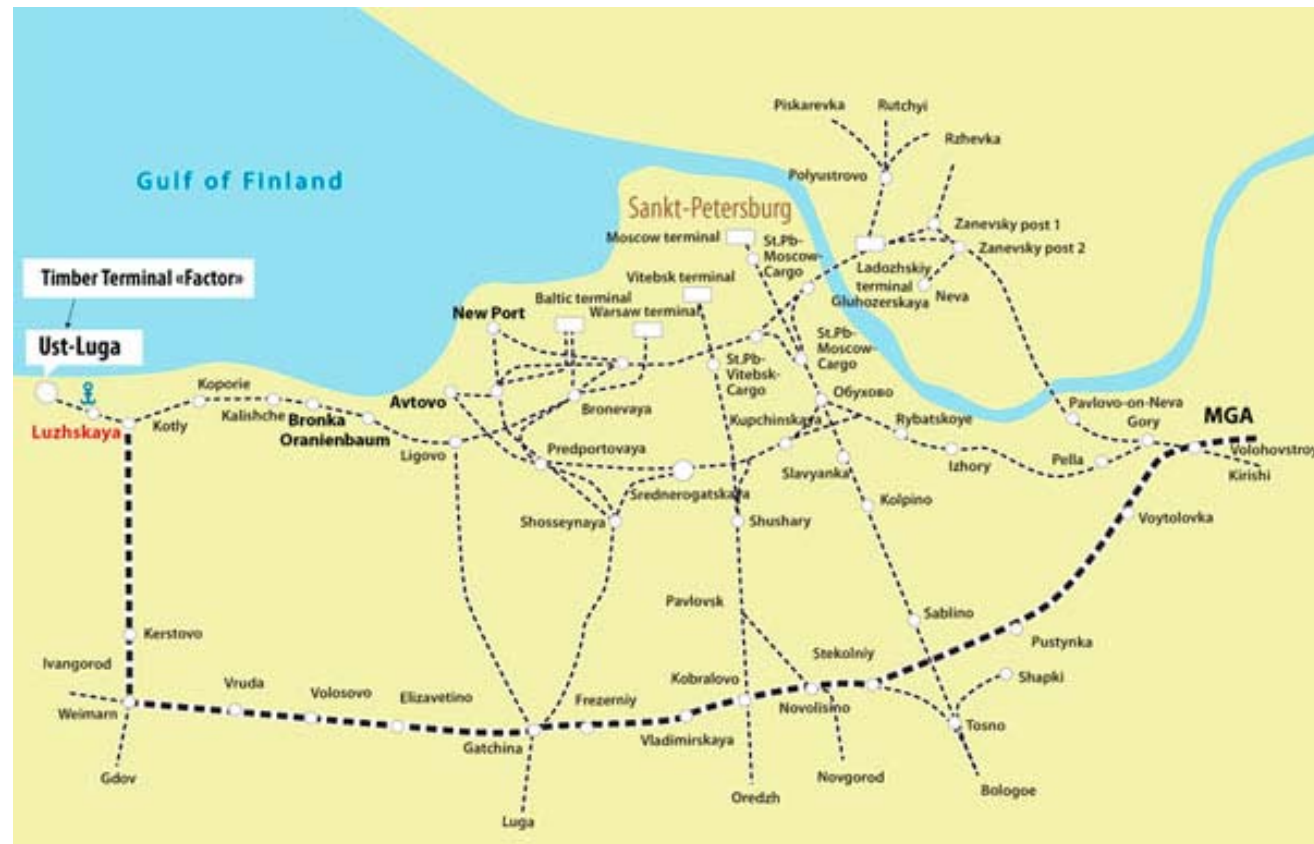 Piskarevka
Rutchyi
Rzhevka
Polyustrovo
Gulf of Finland
Sankt-Petersburg
Moscow terminal
St.Pb-
Moscow-
Cargo
Zanevsky post 1
Zanevsky post 2
Timber Terminal «Factor»
Vitebsk terminal
Ladozhskiy
terminal
Gluhozerskaya
Neva
Baltic terminal
Warsaw terminal
New Port
Ust-Luga
St.Pb-
Vitebsk-
Cargo
St.Pb-
Moscow-
Cargo
Koporie
Kalishche
Bronka
Oranienbaum
Avtovo
Bronevaya
Обухово
Luzhskaya
Kotly
Ligovo
Kupchinskaya
Rybatskoye
Pavlovo-on-Neva
Gory
MGA
Predportovaya
Slavyanka
Izhory
Pella
Volohovstroy
Kirishi
Srednerogatskaya
Kolpino
Shosseynaya
Shushary
Voytolovka
Pavlovsk
Sablino
Kerstovo
Pustynka
Ivangorod
Vruda
Volosovo
Elizavetino
Frezerniy
Kobralovo
Stekolniy
Shapki
Weimarn
Gatchina
Vladimirskaya
Novolisino
Tosno
Gdov
Luga
Oredzh
Novgorod
Bologoe